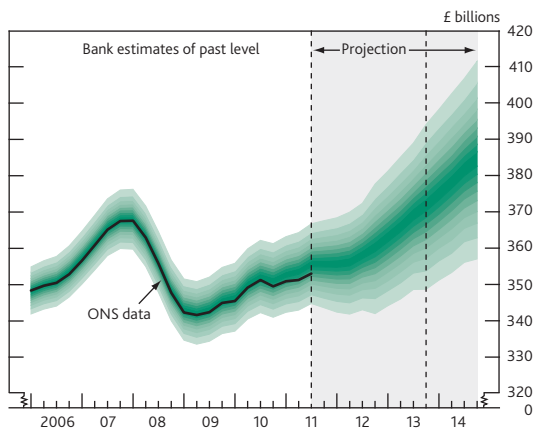 £ billions
Bank estimates of past level
Projection
ONS data
420
410
400
390
380
370
360
350
340
330
320
0
2006 07 08 09 10 11 12 13 14